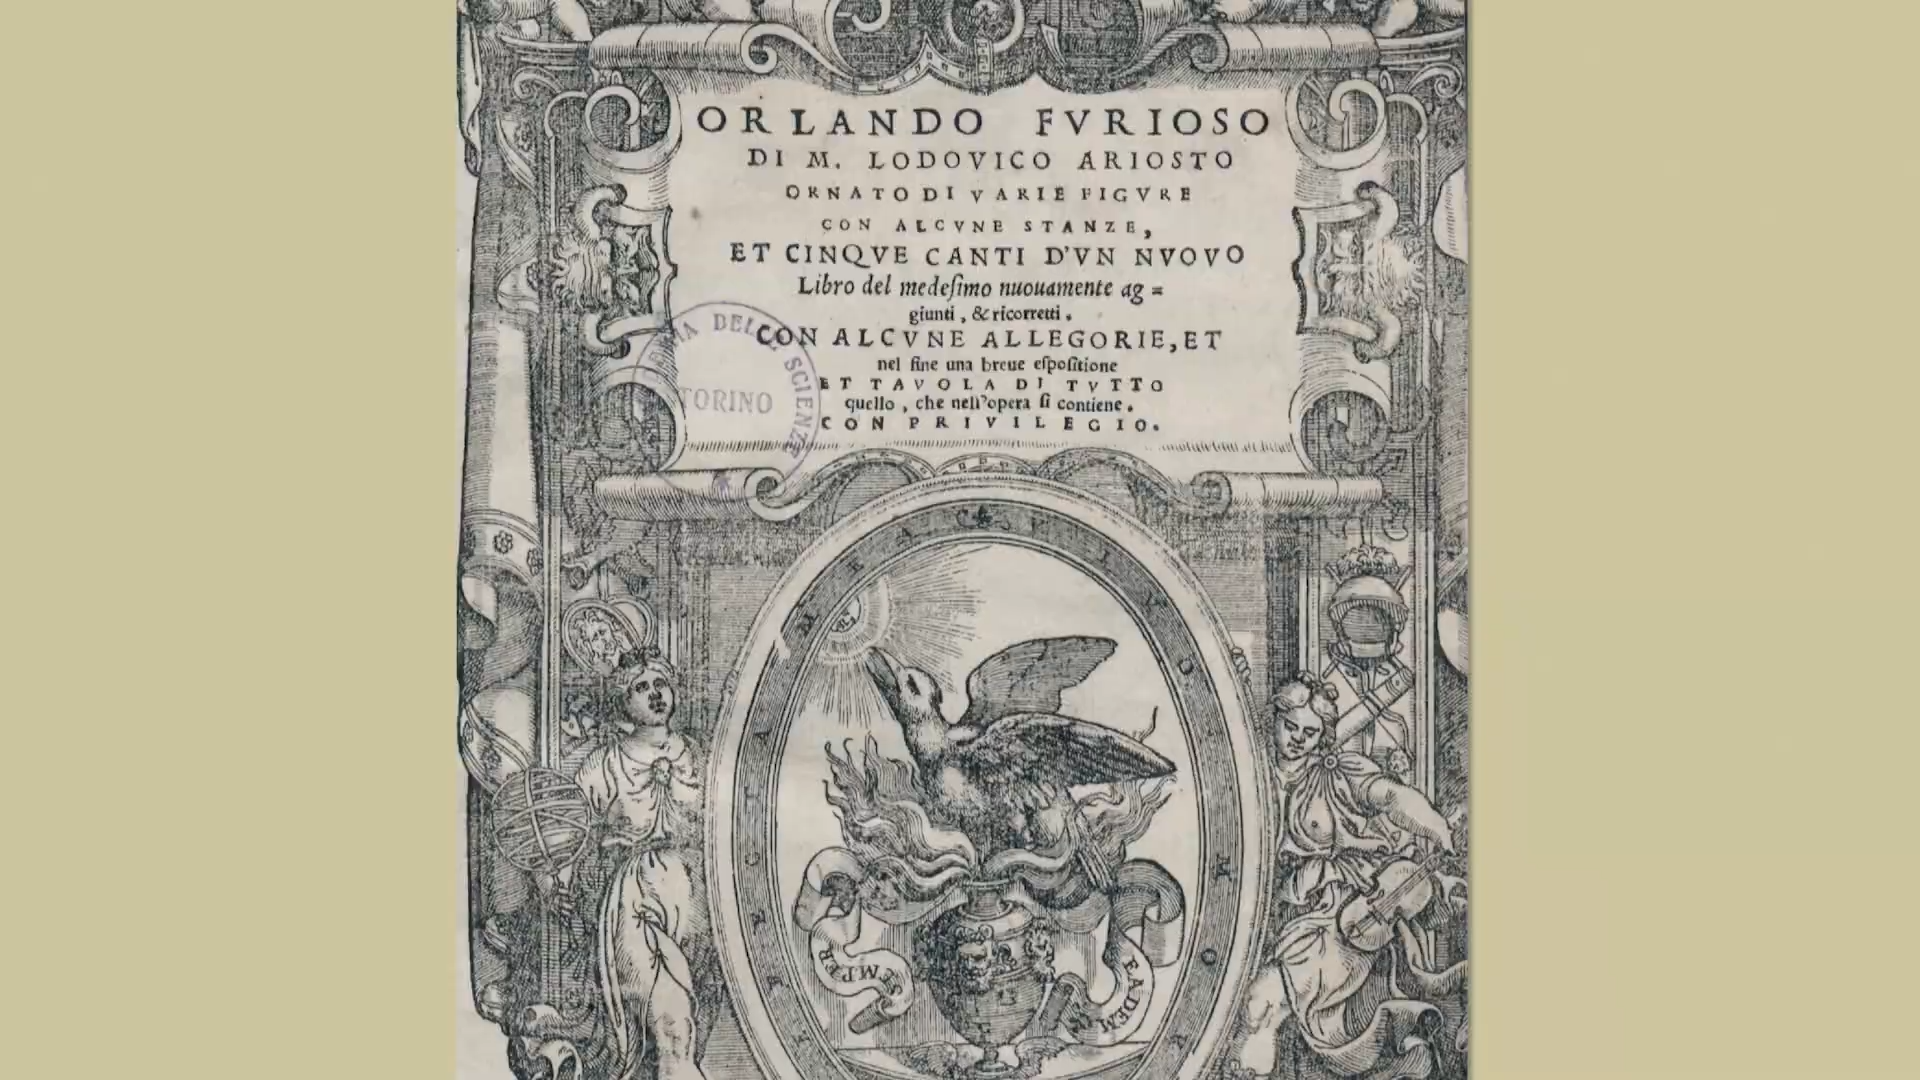 ORLANDO FVRIOSO
DI M. LODOVICO ARIOSTO
ORNATO DI VARIE FIGVRE
CON ALCVNE STANZE,
ET CINQVE CANTI D'VN NVOVO
Libro del medeſimo nuouamente ag=
giunti, & ricorretti.
CON ALCVNE ALLEGORIE, ET
nel fine una breue eſpoſitione
ET TAVOLA DI TVTTO
quello, che nell'opera ſi contiene.
CON PRIVILEGIO.
DELLE SCIENZE
TORINO
SEMPER
EADEM